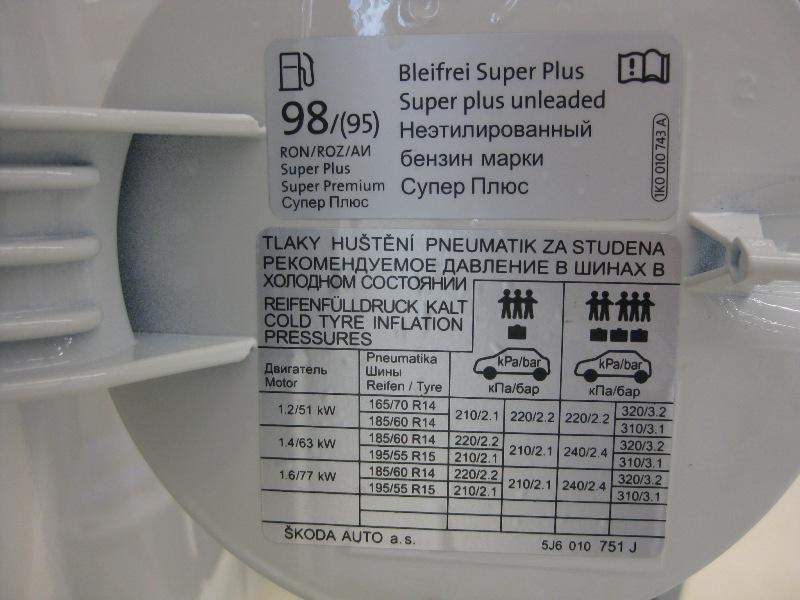 98/(95)
RON/ROZ/АИ
Super Plus
Super Premium
Супер Плюс
Bleifrei Super Plus
Super plus unleaded
Неэтилированный
бензин марки
Супер Плюс
1K0 010 743 A
TLAKY HUŠTĚNÍ PNEUMATIK ZA STUDENA
РЕКОМЕНДУЕМОЕ ДАВЛЕНИЕ В ШИНАХ В
ХОЛОДНОМ СОСТОЯНИИ
REIFENFÜLLDRUCK KALT
COLD TYRE INFLATION
PRESSURES
kPa/bar kPa/bar
кПа/бар кПа/бар
Двигатель
Motor
Pneumatika
Шины
Reifen / Tyre
1.2/51 kW
165/70 R14
185/60 R14
210/2.1 220/2.2 220/2.2
320/3.2
310/3.1
1.4/63 kW
185/60 R14
195/55 R15
220/2.2
210/2.1
210/2.1 240/2.4
320/3.2
310/3.1
1.6/77 kW
185/60 R14
195/55 R15
220/2.2
210/2.1
210/2.1 240/2.4
320/3.2
310/3.1
ŠKODA AUTO a.s.
5J6 010 751 J